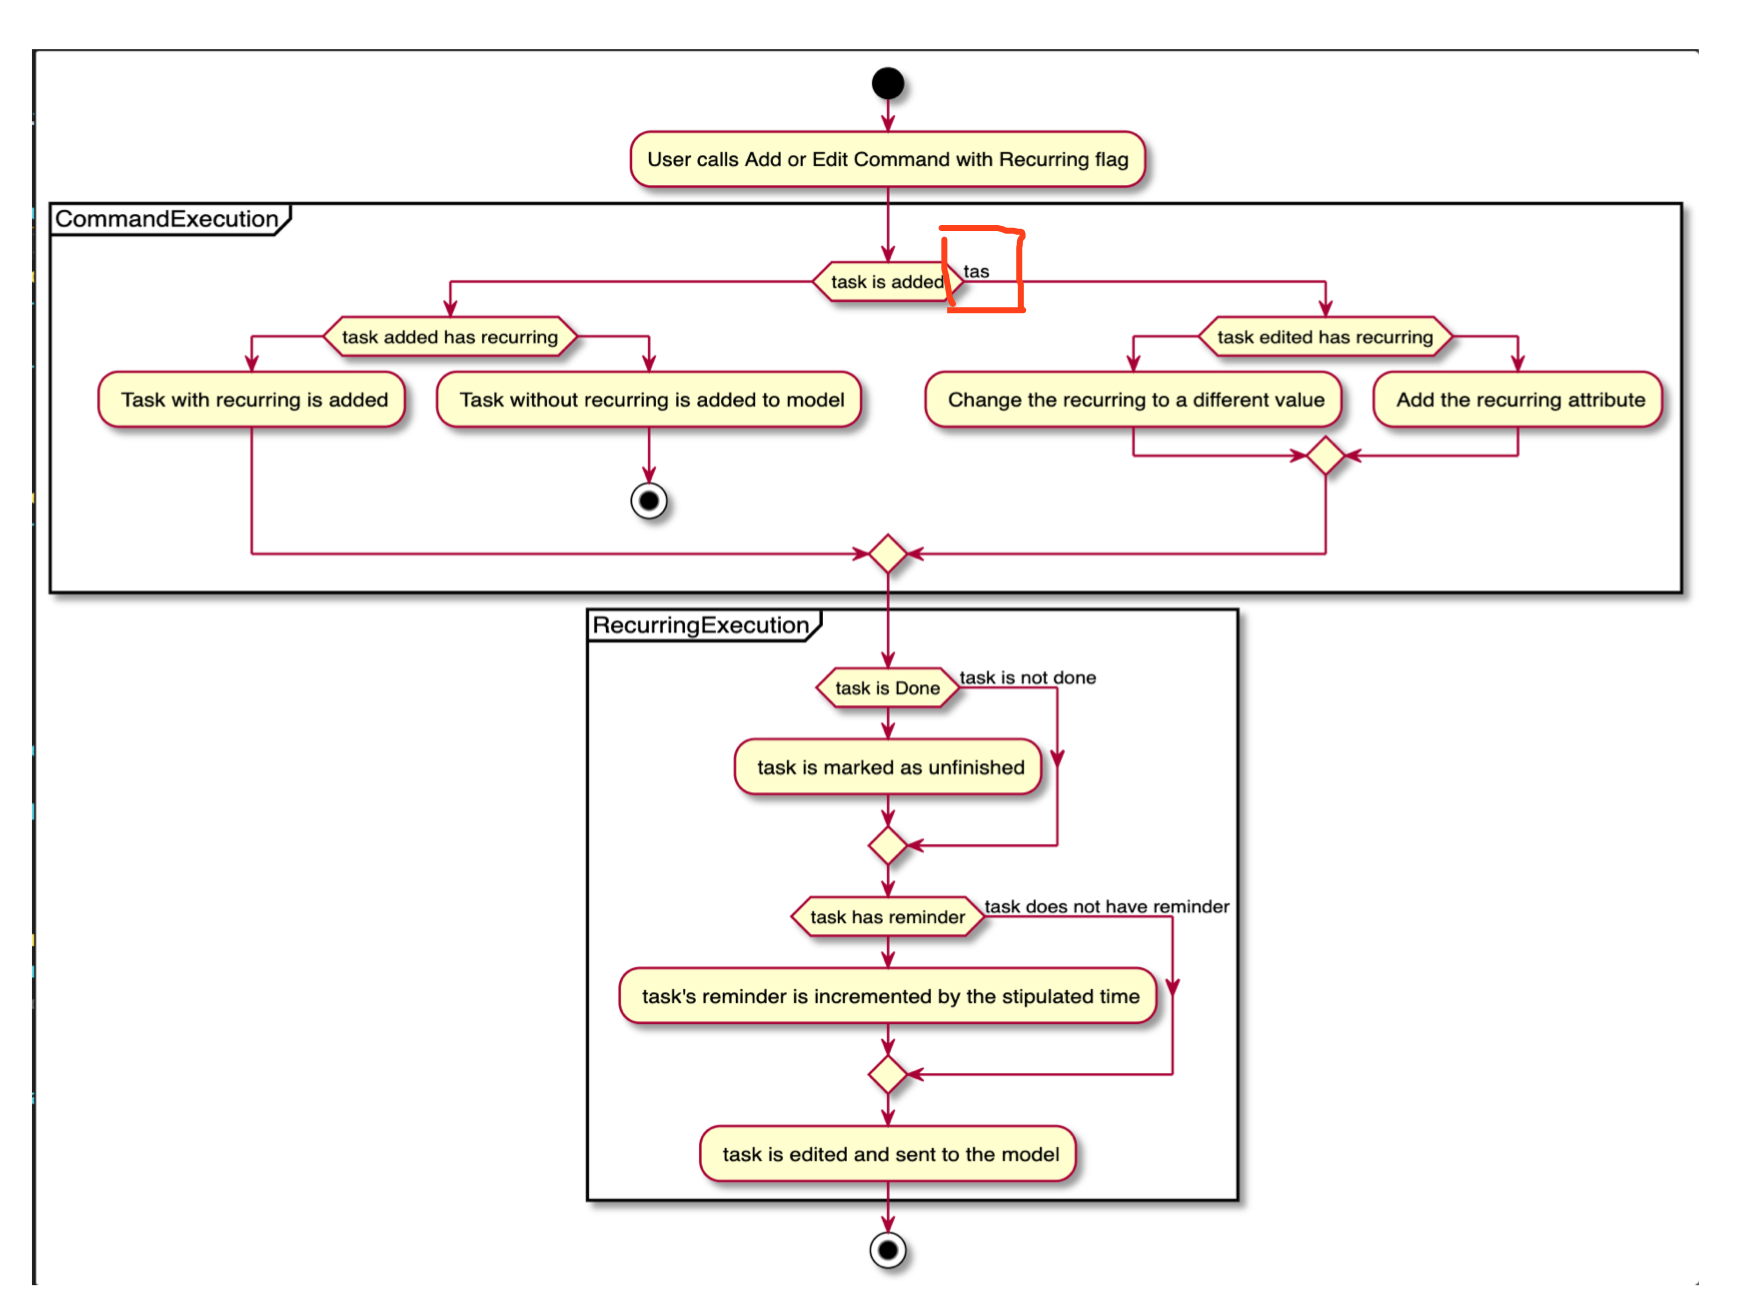 User calls Add or Edit Command with Recurring flag
CommandExecution
task is added
tas
task added has recurring
task edited has recurring
Task with recurring is added
Task without recurring is added to model
Change the recurring to a different value
Add the recurring attribute
RecurringExecution
task is Done
task is not done
task is marked as unfinished
task has reminder
task does not have reminder
task's reminder is incremented by the stipulated time
task is edited and sent to the model